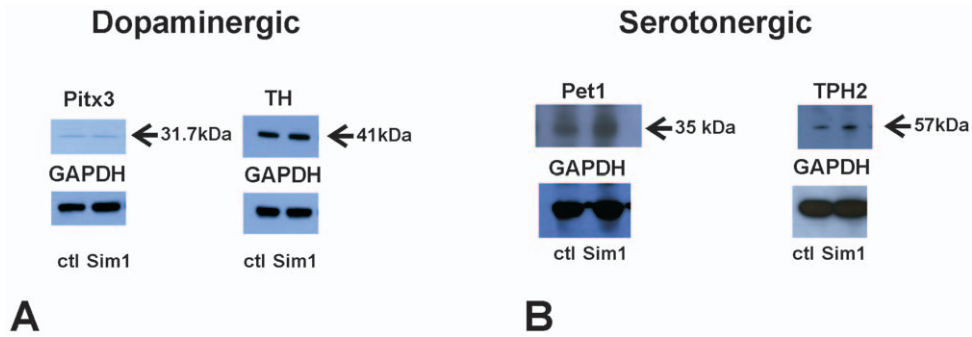 Dopaminergic
Serotonergic
Pitx3
TH
31.7kDa
41kDa
GAPDH
GAPDH
ctl Sim1
ctl Sim1
A
Pet1
TPH2
35 kDa
57kDa
GAPDH
GAPDH
ctl Sim1
ctl Sim1
B